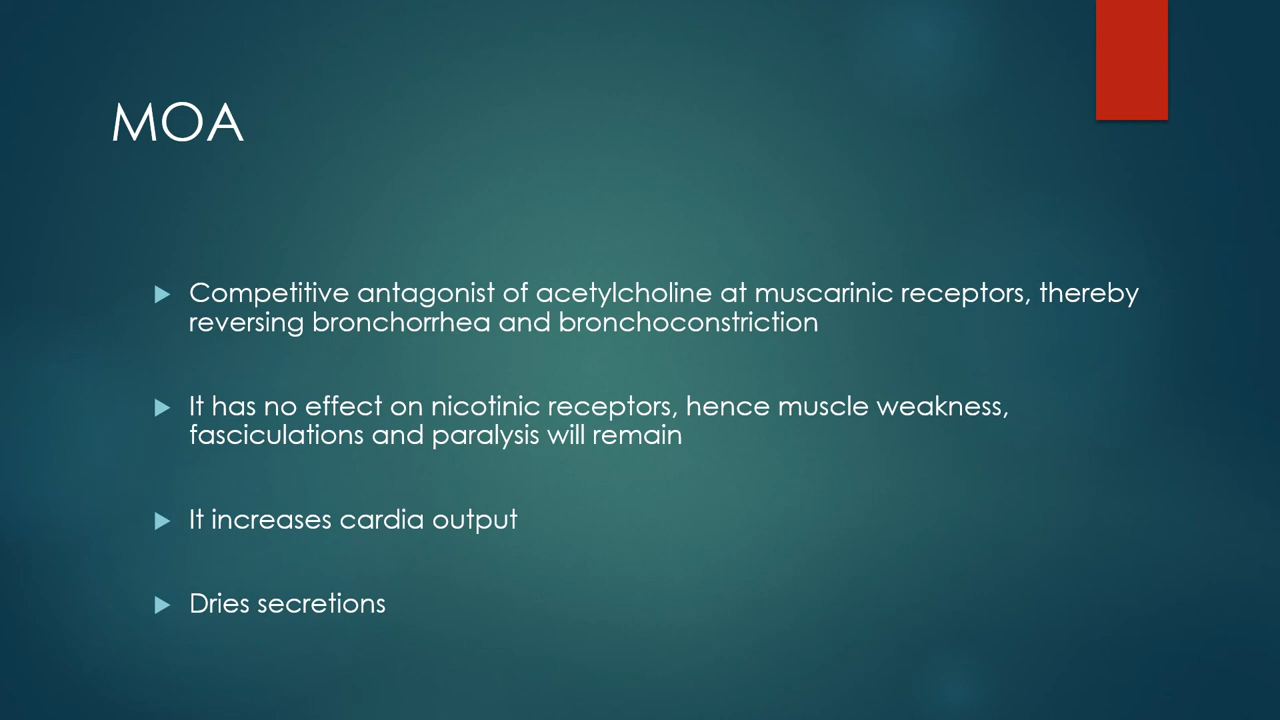 MOA
Competitive antagonist of acetylcholine at muscarinic receptors, thereby
reversing bronchorrhea and bronchoconstriction
It has no effect on nicotinic receptors, hence muscle weakness,
fasciculations and paralysis will remain
It increases cardia output
Dries secretions